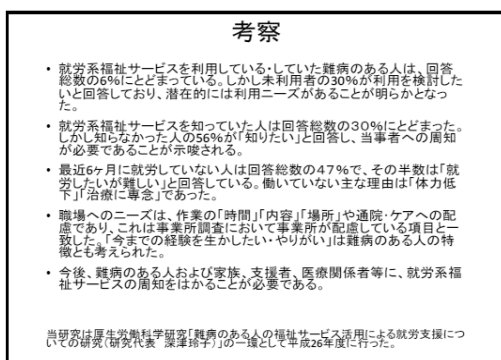 考察
• 就労系福祉サービスを利用している・していた難病のある人は、回答
総数の6%にとどまっている。しかし未利用者の30%が利用を検討した
いと回答しており、潜在的には利用ニーズがあることが明らかとなっ
た。
• 就労系福祉サービスを知っていた人は回答総数の30%にとどまった。
しかし知らなかった人の56%が「知りたい」と回答し、当事者への周知
が必要であることが示唆される。
• 最近6ヶ月に就労していない人は回答総数の47%で、その半数は「就
労したいが難しい」と回答している。働いていない主な理由は「体力低
下」「治療に専念」であった。
• 職場へのニーズは、作業の「時間」「内容」「場所」や通院・ケアへの配
慮であり、これは事業所調査において事業所が配慮している項目と一
致した。「今までの経験を生かしたい・やりがい」は難病のある人の特
徴とも考えられた。
• 今後、難病のある人および家族、支援者、医療関係者等に、就労系福
祉サービスの周知をはかることが必要である。
当研究は厚生労働科学研究「難病のある人の福祉サービス活用による就労支援につ
いての研究(研究代表 深津玲子)」の一環として平成26年度に行った。